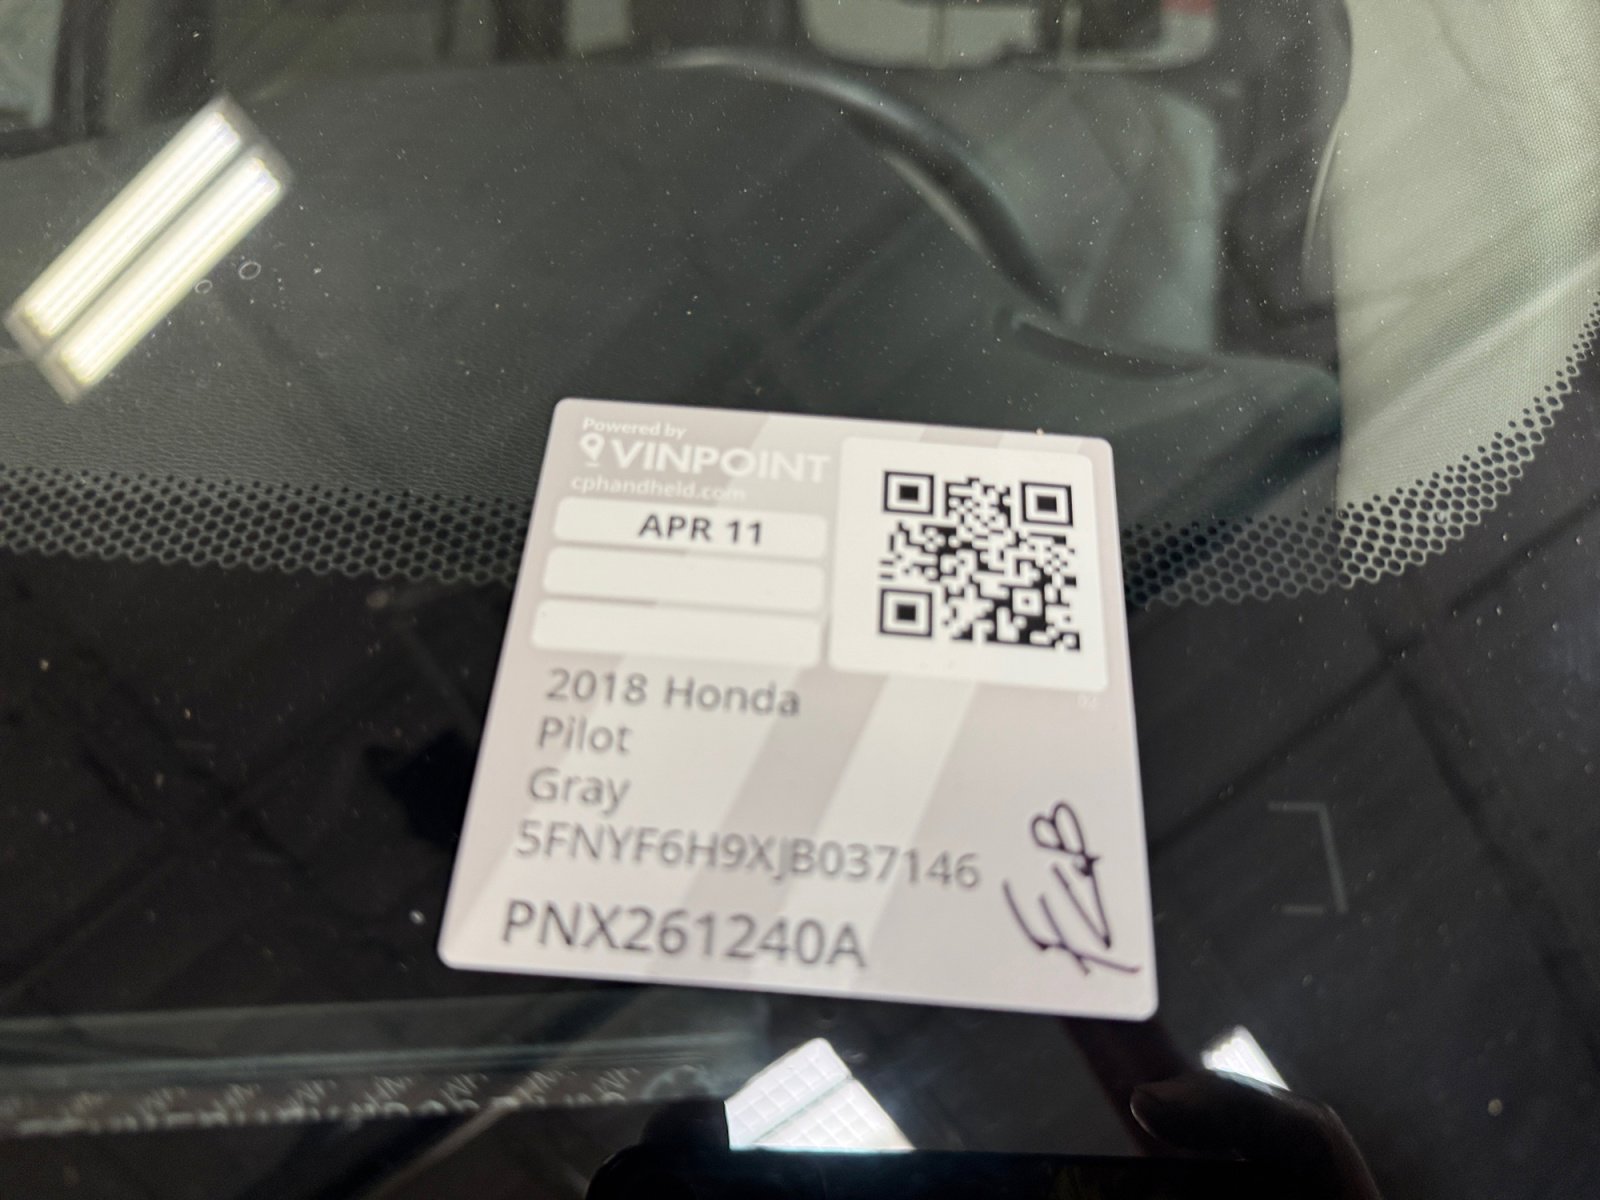 Powered by
VINPOINT
cphandheld.com
APR 11
2018 Honda
Pilot
Gray
5FNYF6H9XJB037146
PNX261240A